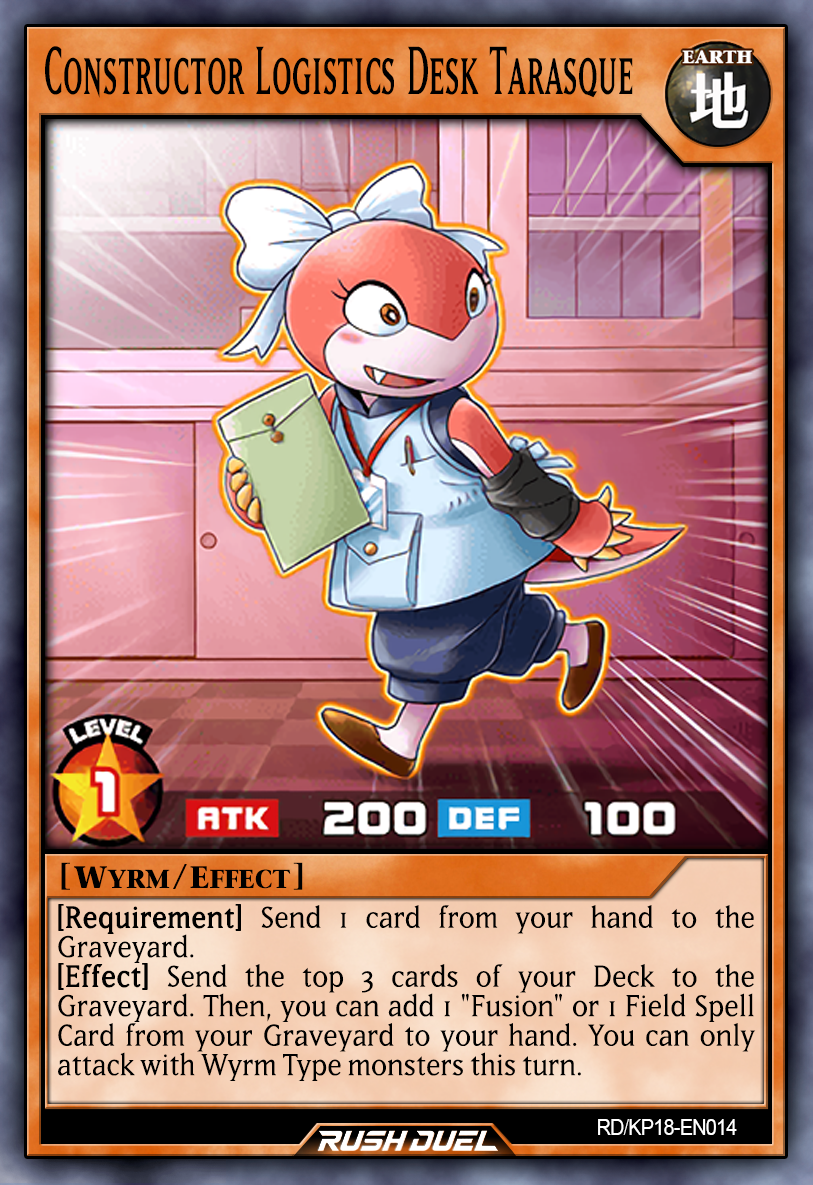 Constructor Logistics Desk Tarasque
EARTH
地
LEVEL
1
ATK 200 DEF 100
[Wyrm/Effect]
[Requirement] Send 1 card from your hand to the
Graveyard.
[Effect] Send the top 3 cards of your Deck to the
Graveyard. Then, you can add 1 "Fusion" or 1 Field Spell
Card from your Graveyard to your hand. You can only
attack with Wyrm Type monsters this turn.
RD/KP18-EN014
RUSH DUEL